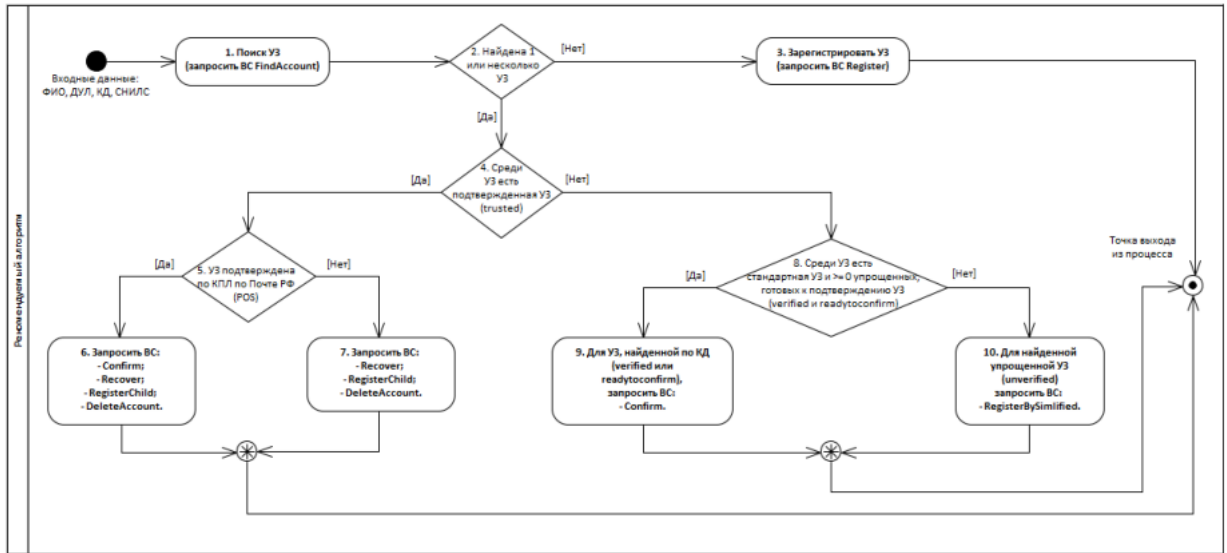 Рекомендуемый алгоритм
Входные данные:
ФИО, ДУЛ, КД, СНИЛС
1. Поиск УЗ
(запросить ВС FindAccount)
2. Найдена 1
или несколько
УЗ
[Нет]
3. Зарегистрировать УЗ
(запросить ВС Register)
[Да]
4. Среди
УЗ есть
подтвержденная УЗ
(trusted)
[Да]
[Нет]
5. УЗ подтверждена
по КПЛ по Почте РФ
(POS)
[Да]
[Нет]
8. Среди УЗ есть
стандартная УЗ и >= 0 упрощенных,
готовых к подтверждению УЗ
(verified и readytoconfirm)
[Да]
[Нет]
Точка выхода
из процесса
6. Запросить ВС:
- Confirm;
- Recover;
- RegisterChild;
- DeleteAccount.
7. Запросить ВС:
- Recover;
- RegisterChild;
- DeleteAccount.
9. Для УЗ, найденной по КД
(verified или
readytoconfirm),
запросить ВС:
- Confirm.
10. Для найденной
упрощенной УЗ
(unverified)
запросить ВС:
- RegisterBySimlified.